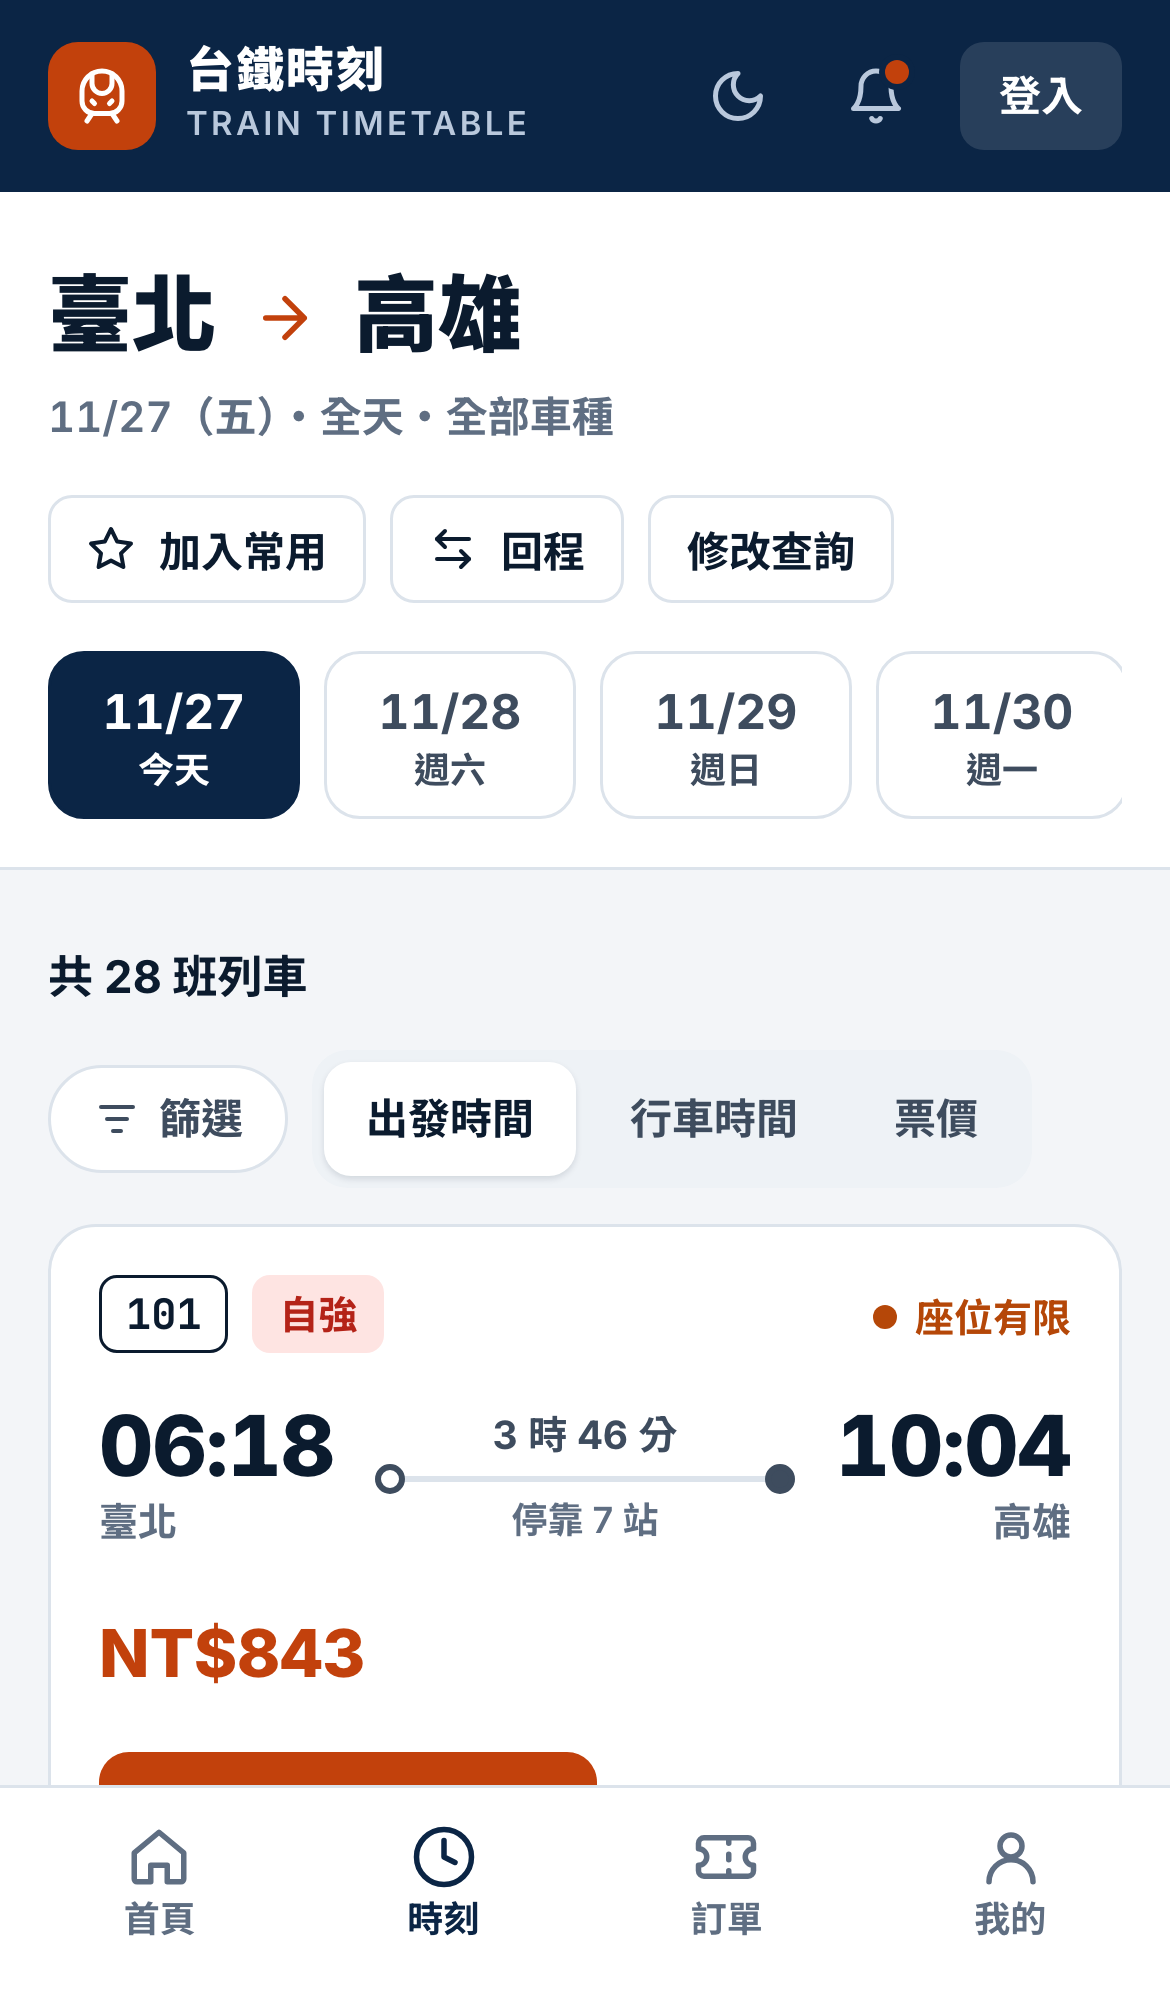 台鐵時刻
TRAIN TIMETABLE
登入
臺北 → 高雄
11/27（五）・全天・全部車種
加入常用
回程
修改查詢
11/27
今天
11/28
週六
11/29
週日
11/30
週一
共 28 班列車
篩選
出發時間
行車時間
票價
101
自強
座位有限
06:18
3 時 46 分
10:04
臺北
停靠 7 站
高雄
NT$843
首頁
時刻
訂單
我的